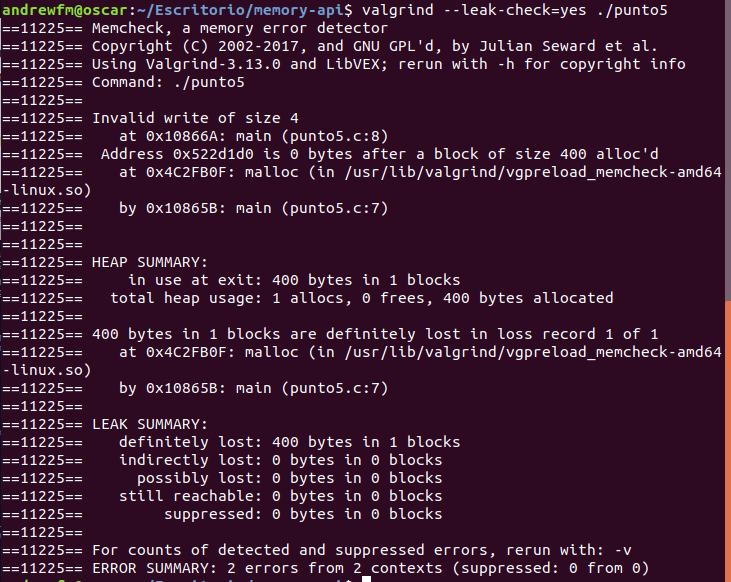 andrewfm@oscar:~/Escritorio/memory-api$ valgrind --leak-check=yes ./punto5
==11225== Memcheck, a memory error detector
==11225== Copyright (C) 2002-2017, and GNU GPL'd, by Julian Seward et al.
==11225== Using Valgrind-3.13.0 and LibVEX; rerun with -h for copyright info
==11225== Command: ./punto5
==11225==
==11225== Invalid write of size 4
==11225==    at 0x10866A: main (punto5.c:8)
==11225==  Address 0x522d1d0 is 0 bytes after a block of size 400 alloc'd
==11225==    at 0x4C2FB0F: malloc (in /usr/lib/valgrind/vgpreload_memcheck-amd64
-linux.so)
==11225==    by 0x10865B: main (punto5.c:7)
==11225==
==11225==
==11225== HEAP SUMMARY:
==11225==     in use at exit: 400 bytes in 1 blocks
==11225==   total heap usage: 1 allocs, 0 frees, 400 bytes allocated
==11225==
==11225== 400 bytes in 1 blocks are definitely lost in loss record 1 of 1
==11225==    at 0x4C2FB0F: malloc (in /usr/lib/valgrind/vgpreload_memcheck-amd64
-linux.so)
==11225==    by 0x10865B: main (punto5.c:7)
==11225==
==11225== LEAK SUMMARY:
==11225==    definitely lost: 400 bytes in 1 blocks
==11225==    indirectly lost: 0 bytes in 0 blocks
==11225==      possibly lost: 0 bytes in 0 blocks
==11225==    still reachable: 0 bytes in 0 blocks
==11225==         suppressed: 0 bytes in 0 blocks
==11225==
==11225== For counts of detected and suppressed errors, rerun with: -v
==11225== ERROR SUMMARY: 2 errors from 2 contexts (suppressed: 0 from 0)